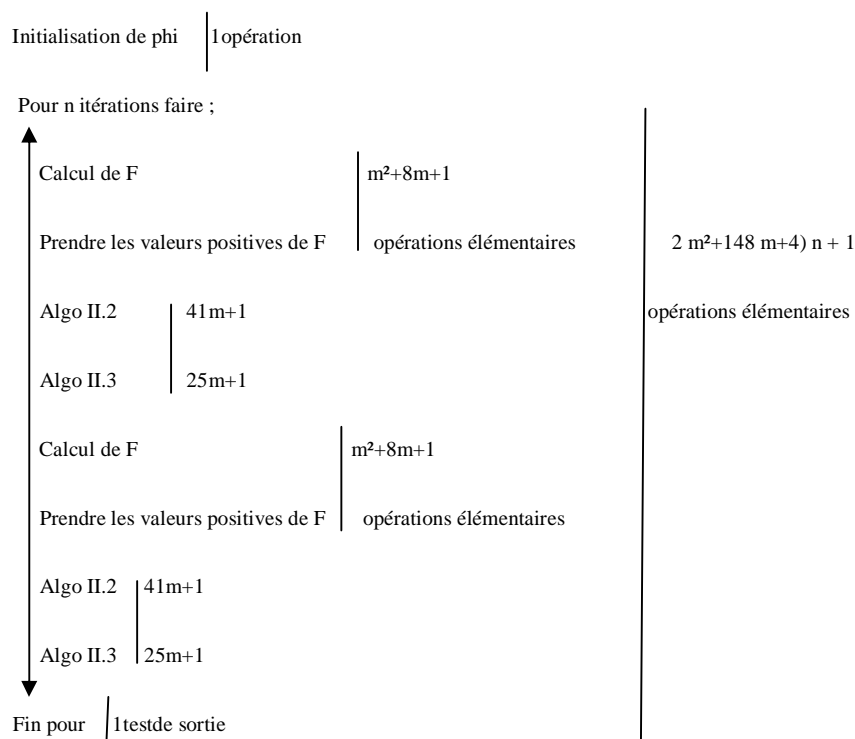 Initialisation de phi 1opération
Pour n itérations faire ;
Calcul de F m²+8m+1
Prendre les valeurs positives de F opérations élémentaires 2 m²+148 m+4) n + 1
Algo II.2 41m+1 opérations élémentaires
Algo II.3 25m+1
Calcul de F m²+8m+1
Prendre les valeurs positives de F opérations élémentaires
Algo II.2 41m+1
Algo II.3 25m+1
Fin pour 1testde sortie